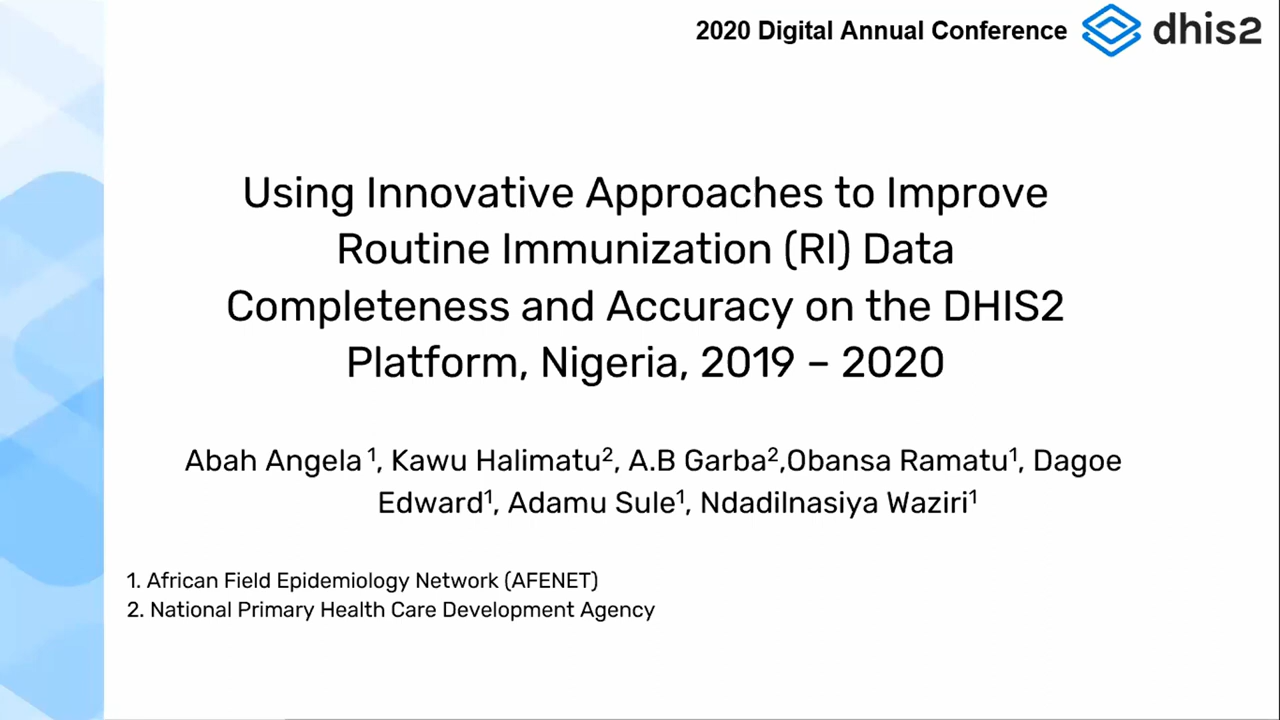 2020 Digital Annual Conference dhis2
Using Innovative Approaches to Improve
Routine Immunization (RI) Data
Completeness and Accuracy on the DHIS2
Platform, Nigeria, 2019 – 2020
Abah Angela ¹, Kawu Halimatu², A.B Garba²,Obansa Ramatu¹, Dagoe
Edward¹, Adamu Sule¹, Ndadilnasiya Waziri¹
1. African Field Epidemiology Network (AFENET)
2. National Primary Health Care Development Agency